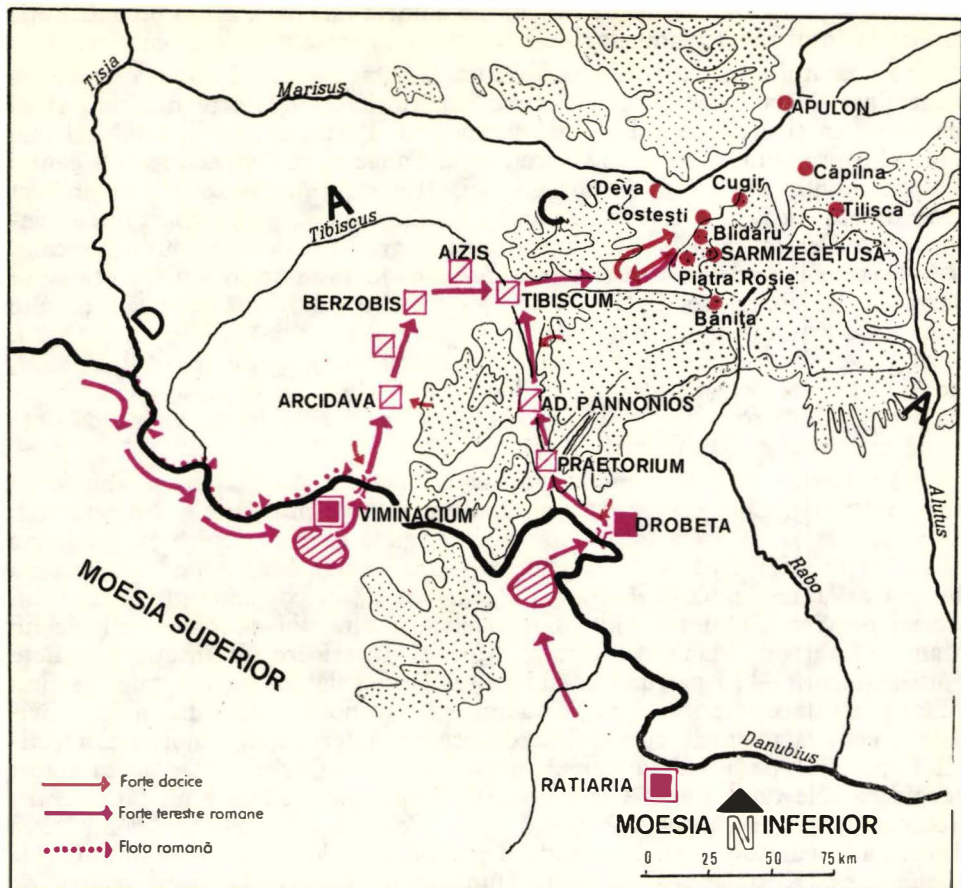 Tisia
Marisus
APULON
Deva
Cugir
Căpîlna
Costești
Tilișca
A
C
Tibiscus
Blidaru
AIZIS
SARMIZEGETUSA
Piatra Roșie
BERZOBIS
TIBISCUM
Bănița
D
ARCIDAVA
AD. PANNONIOS
A
PRAETORIUM
Alutus
VIMINACIUM
DROBETA
Rabo
MOESIA SUPERIOR
Danubius
Forțe dacice
RATIARIA
Forțe terestre romane
MOESIA N INFERIOR
Flota romană
0 25 50 75 km